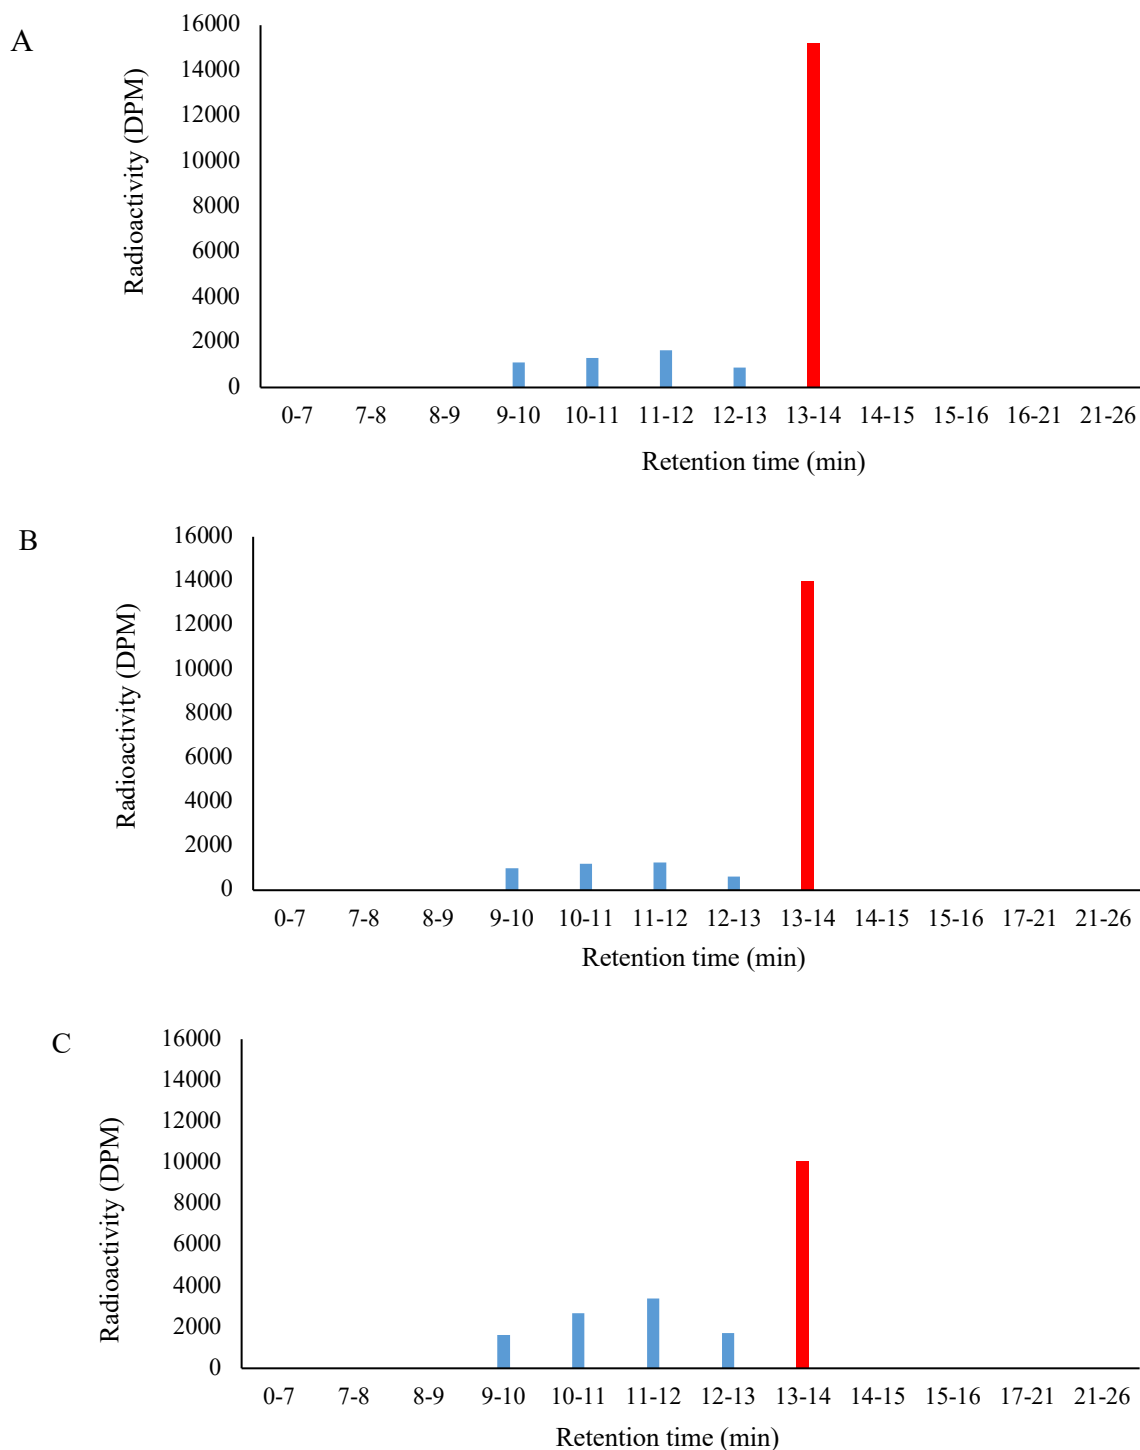 A
Radioactivity (DPM)
16000
14000
12000
10000
8000
6000
4000
2000
0
0-7 7-8 8-9 9-10 10-11 11-12 12-13 13-14 14-15 15-16 16-21 21-26
Retention time (min)
B
Radioactivity (DPM)
16000
14000
12000
10000
8000
6000
4000
2000
0
0-7 7-8 8-9 9-10 10-11 11-12 12-13 13-14 14-15 15-16 17-21 21-26
Retention time (min)
C
Radioactivity (DPM)
16000
14000
12000
10000
8000
6000
4000
2000
0
0-7 7-8 8-9 9-10 10-11 11-12 12-13 13-14 14-15 15-16 17-21 21-26
Retention time (min)